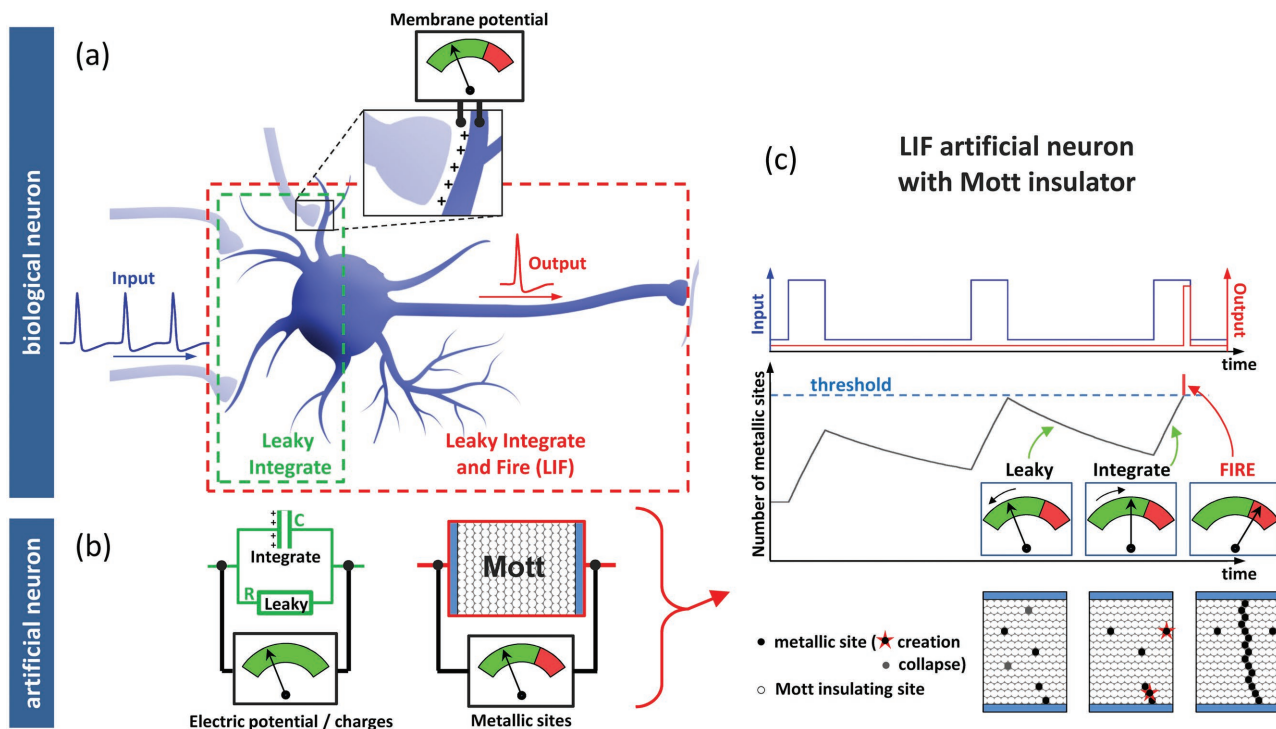 biological neuron
(a)
Membrane potential
+
+
+
+
+
Input
Output
Leaky
Integrate
Leaky Integrate
and Fire (LIF)
artificial neuron
(b)
+
+
+
+
C
Integrate
R
Leaky
Electric potential / charges
Mott
Metallic sites
(c)
LIF artificial neuron
with Mott insulator
Input
Output
time
Number of metallic sites
threshold
Leaky
Integrate
FIRE
time
metallic site ( creation
collapse)
Mott insulating site